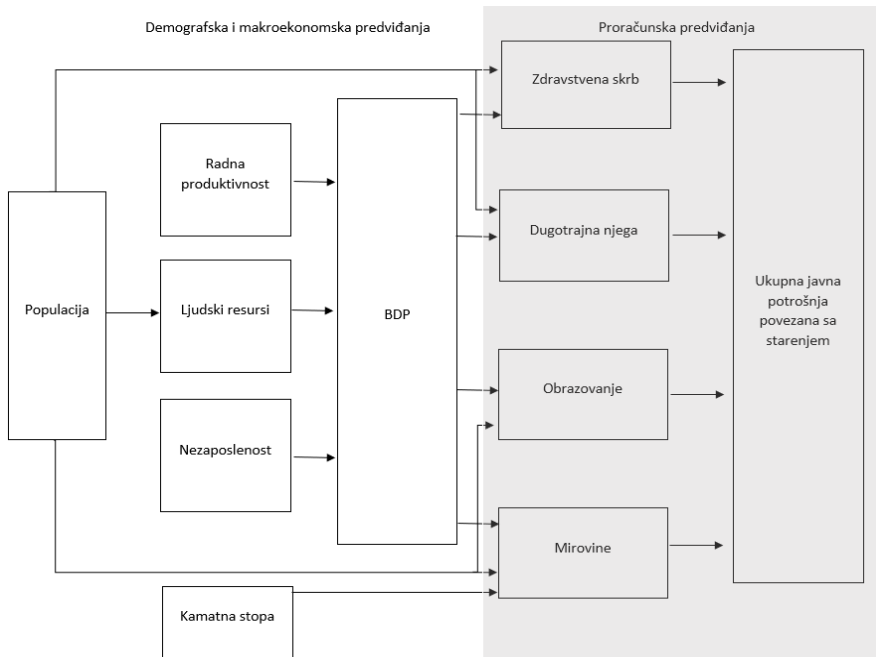 Demografska i makroekonomska predviđanja
Proračunska predviđanja
Zdravstvena skrb
Radna
produktivnost
Dugotrajna njega
Populacija
Ljudski resursi
BDP
Ukupna javna
potrošnja
povezana sa
starenjem
Obrazovanje
Nezaposlenost
Mirovine
Kamatna stopa